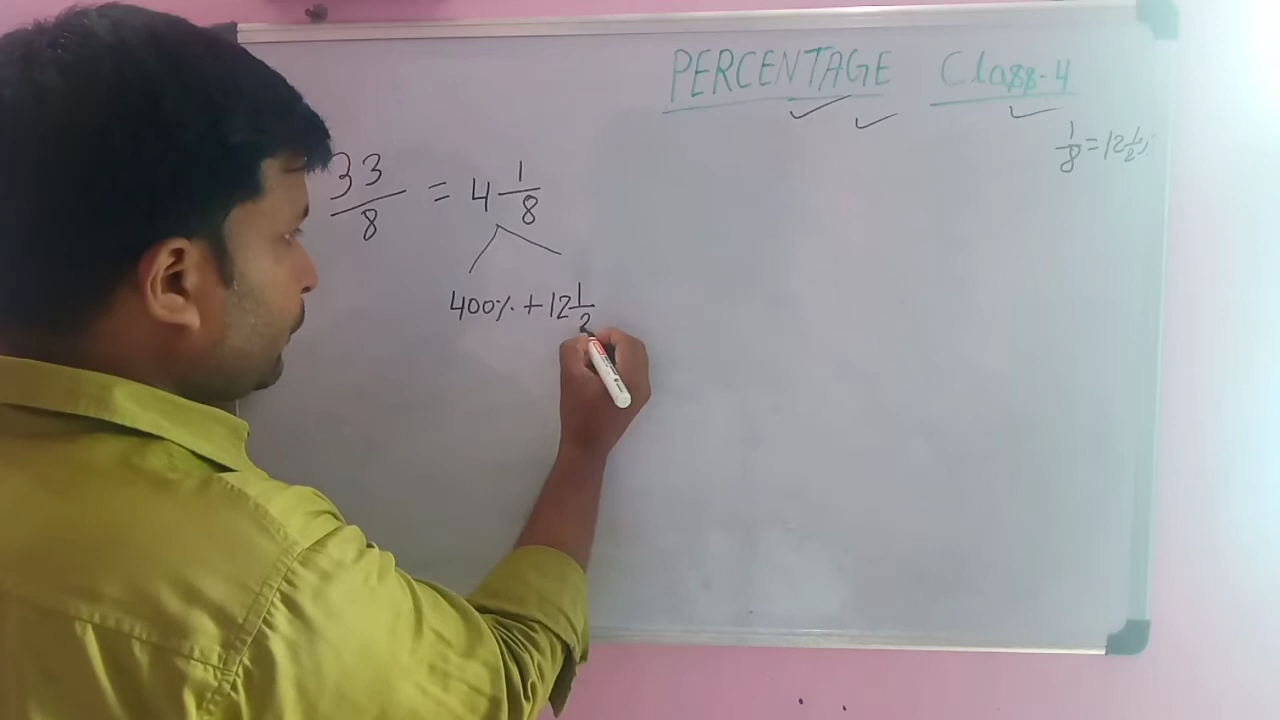 PERCENTAGE Class-4
1/8 = 12 1/2 %
33/8 = 4 1/8
400% + 12 1/2